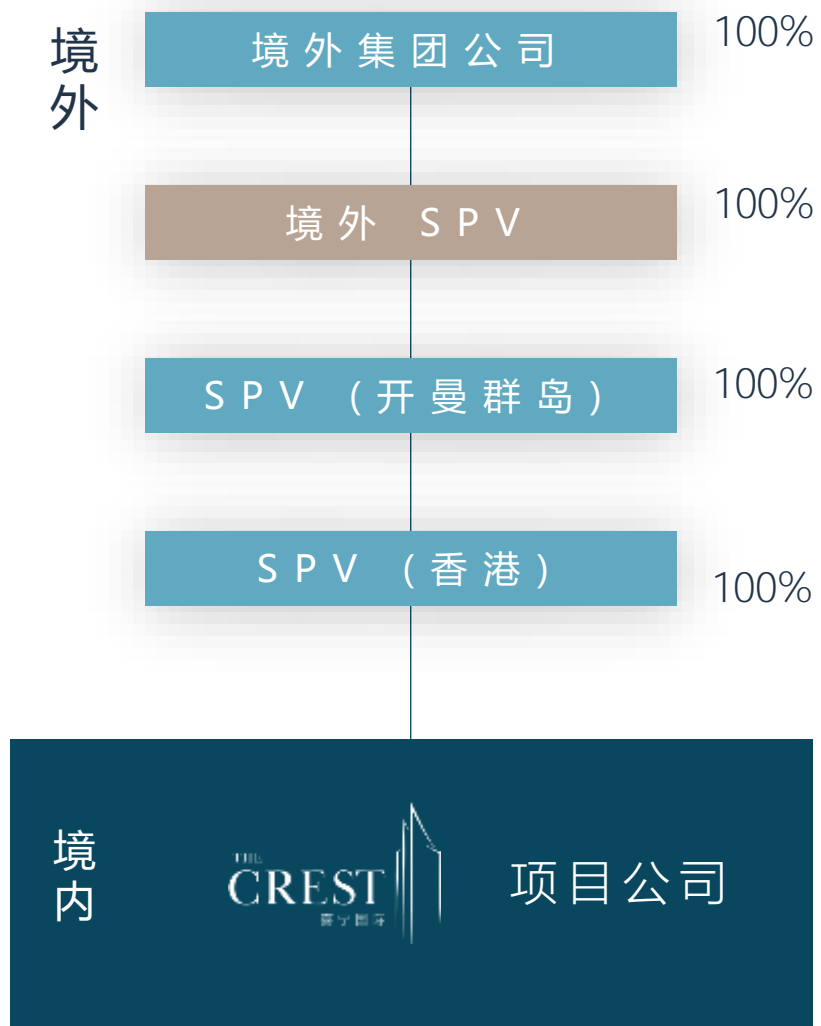 境外
境外集团公司
100%
境外 SPV
100%
SPV（开曼群岛）
100%
SPV（香港）
100%
境内
THE
CREST
项目公司